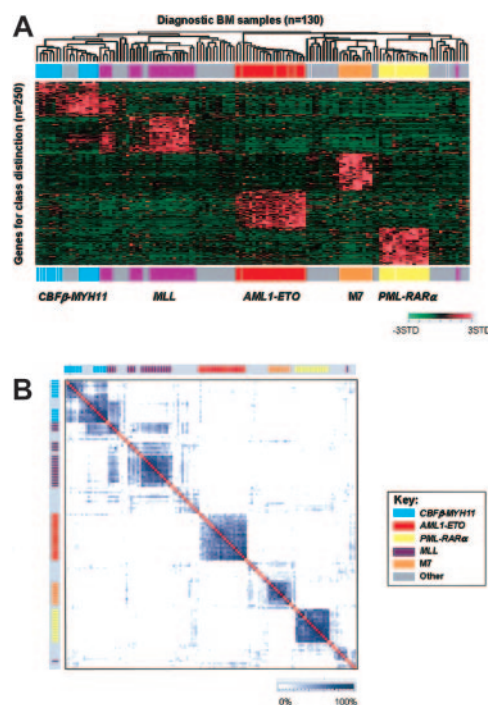 A
Diagnostic BM samples (n=130)
Genes for class distinction (n=250)
CBFβ-MYH11 MLL AML1-ETO M7 PML-RARα
-3STD 3STD
B
Key:
CBFβ-MYH11
AML1-ETO
PML-RARα
MLL
M7
Other
0% 100%